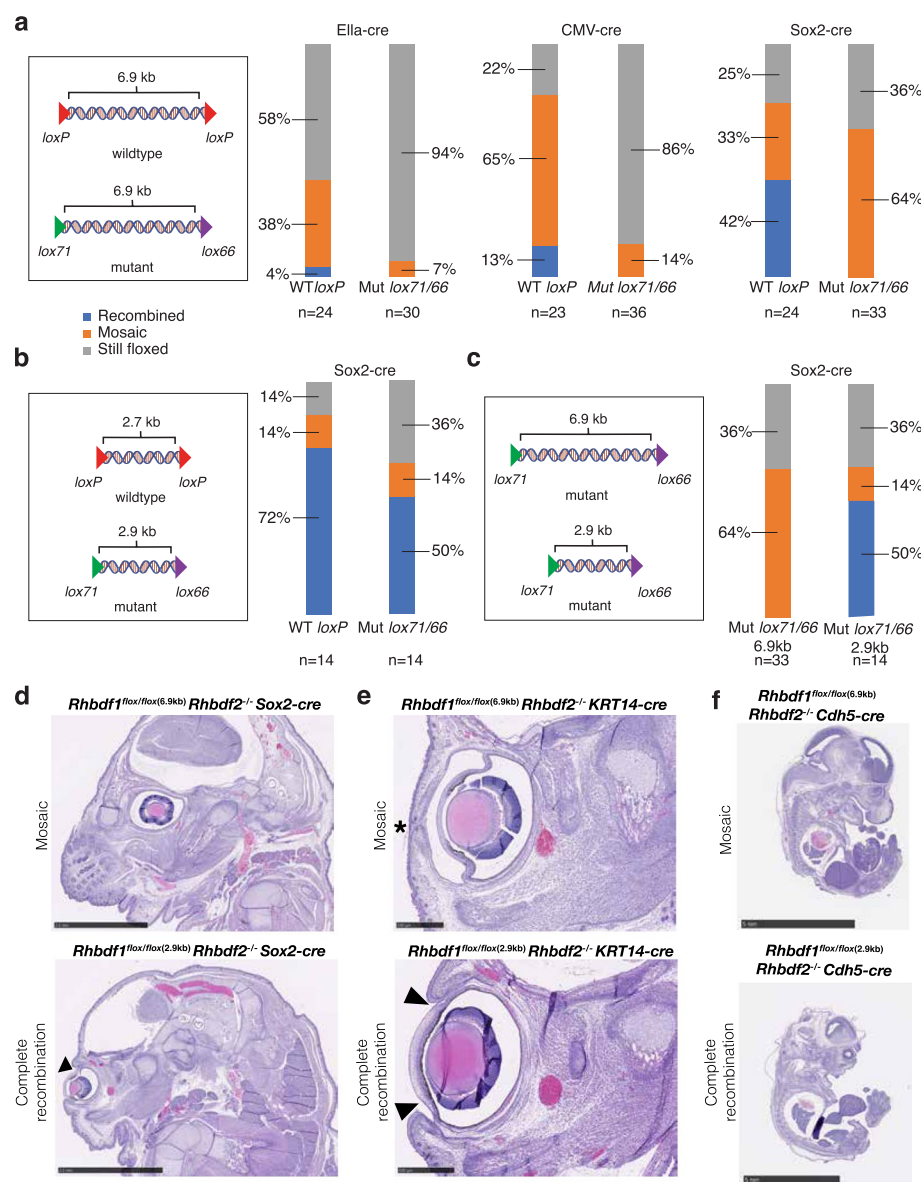 a
Ella-cre
CMV-cre
Sox2-cre
6.9 kb
loxP
loxP
wildtype
6.9 kb
lox71
lox66
mutant
58%
38%
4%
94%
7%
WT loxP
Mut lox71/66
n=24
n=30
22%
65%
13%
86%
14%
WT loxP
Mut lox71/66
n=23
n=36
25%
33%
42%
36%
64%
WT loxP
Mut lox71/66
n=24
n=33
Recombined
Mosaic
Still floxed
b
Sox2-cre
2.7 kb
loxP
loxP
wildtype
2.9 kb
lox71
lox66
mutant
14%
14%
72%
36%
14%
50%
WT loxP
Mut lox71/66
n=14
n=14
c
Sox2-cre
6.9 kb
lox71
lox66
mutant
2.9 kb
lox71
lox66
mutant
36%
64%
36%
14%
50%
Mut lox71/66
6.9kb
n=33
Mut lox71/66
2.9kb
n=14
d
Rhbdf1flox/flox(6.9kb) Rhbdf2-/- Sox2-cre
Mosaic
Rhbdf1flox/flox(2.9kb) Rhbdf2-/- Sox2-cre
Complete
recombination
e
Rhbdf1flox/flox(6.9kb) Rhbdf2-/- KRT14-cre
Mosaic
*
Rhbdf1flox/flox(2.9kb) Rhbdf2-/- KRT14-cre
Complete
recombination
f
Rhbdf1flox/flox(6.9kb)
Rhbdf2-/- Cdh5-cre
Mosaic
Rhbdf1flox/flox(2.9kb)
Rhbdf2-/- Cdh5-cre
Complete
recombination